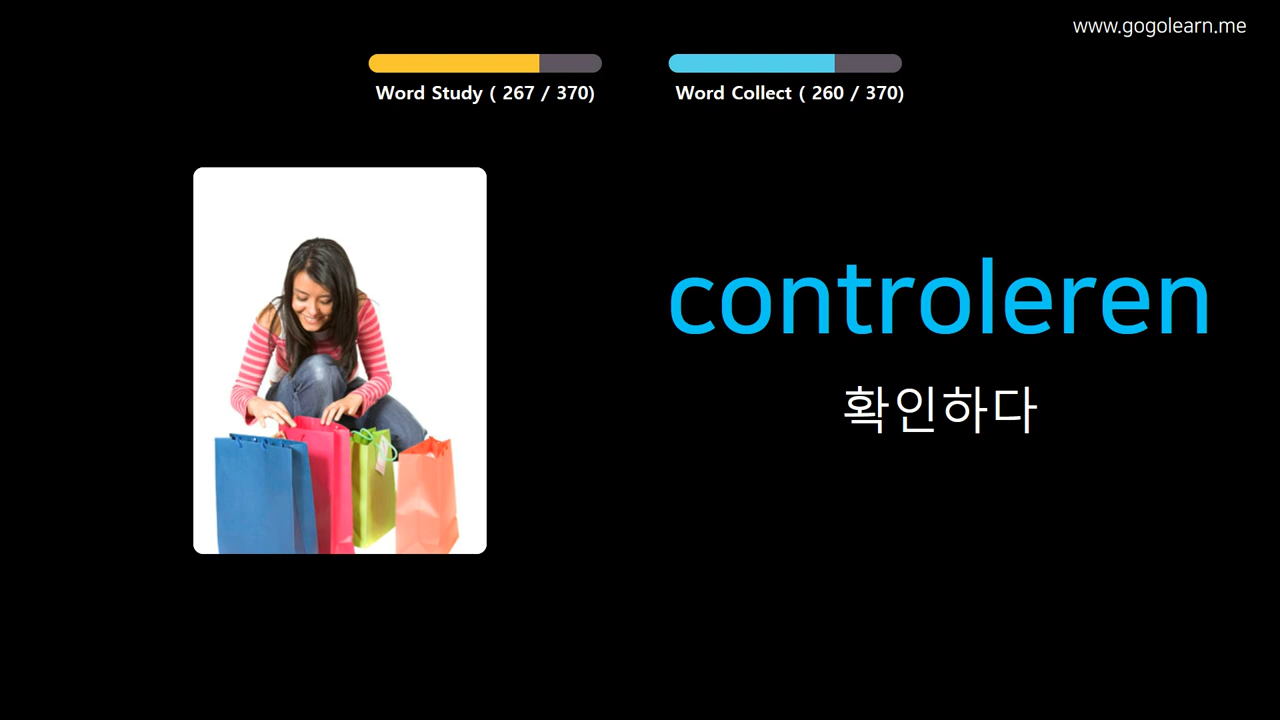 www.gogolearn.me
Word Study ( 267 / 370)
Word Collect ( 260 / 370)
controleren
확인하다